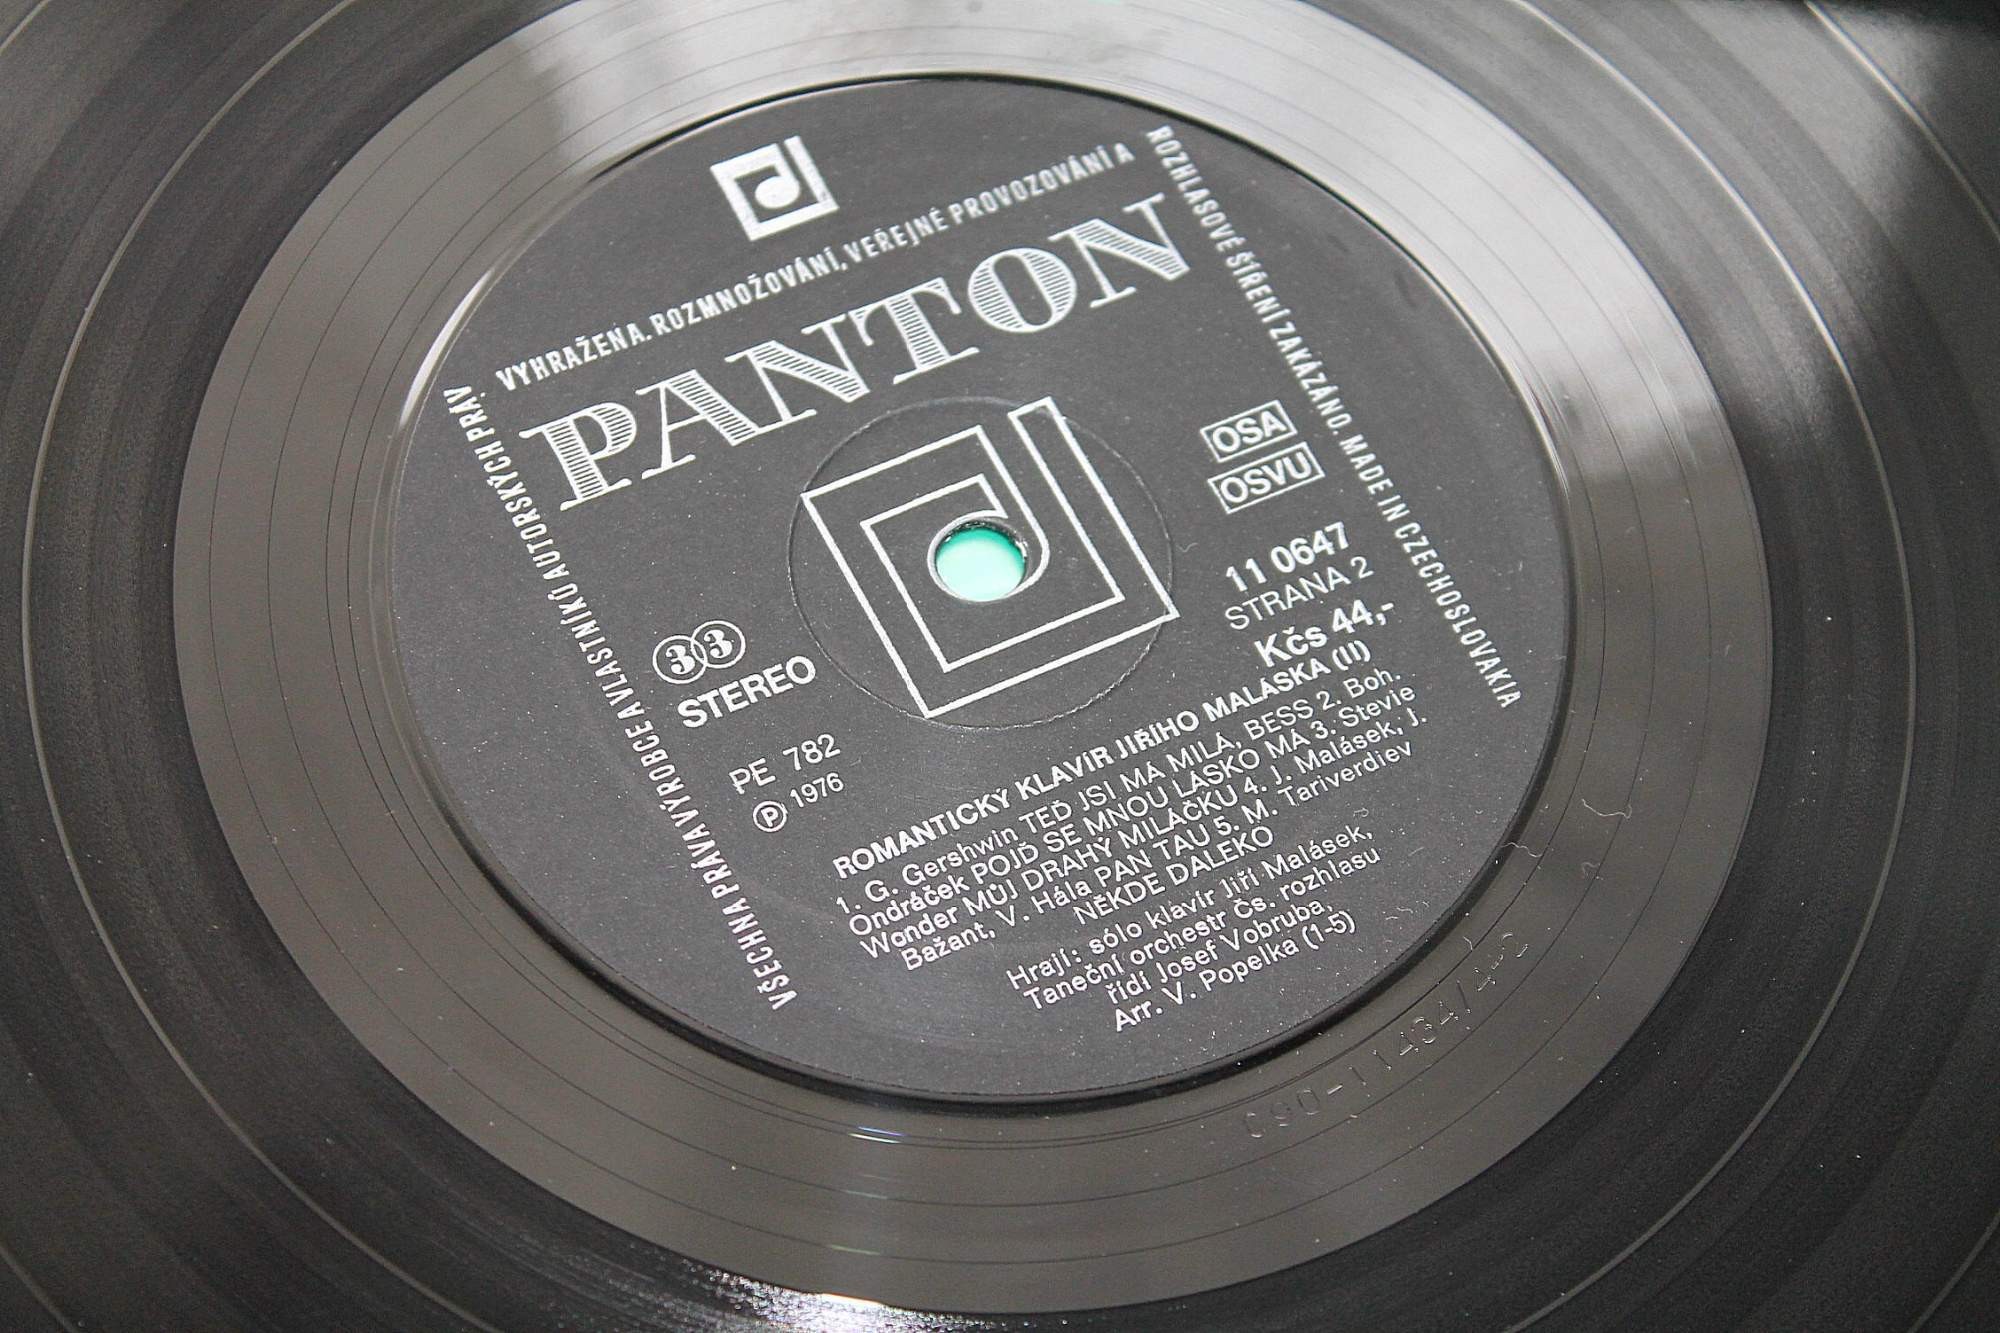 VŠECHNA PRÁVA VÝROBCE A VLASTNÍKŮ AUTORSKÝCH PRÁV
VYHRAŽENA. ROZMNOŽOVÁNÍ, VEŘEJNÉ PROVOZOVÁNÍ A
ROZHLASOVÉ ŠÍŘENÍ ZAKÁZÁNO. MADE IN CZECHOSLOVAKIA
PANTON
OSA
OSVU
33
STEREO
PE 782
Ⓟ 1976
11 0647
STRANA 2
Kčs 44,-
ROMANTICKÝ KLAVÍR JIŘÍHO MALÁSKA (II)
1. G. Gershwin TEĎ JSI MÁ MILÁ, BESS 2. Boh.
Ondráček POJĎ SE MNOU LÁSKO MÁ 3. Stevie
Wonder MŮJ DRAHÝ MILÁČKU 4. J. Malásek, J.
Bažant, V. Hála PAN TAU 5. M. Tariverdiev
NĚKDE DALEKO
Hrají: sólo klavír Jiří Malásek,
Taneční orchestr Čs. rozhlasu
řídí Josef Vobruba,
Arr. V. Popelka (1-5)